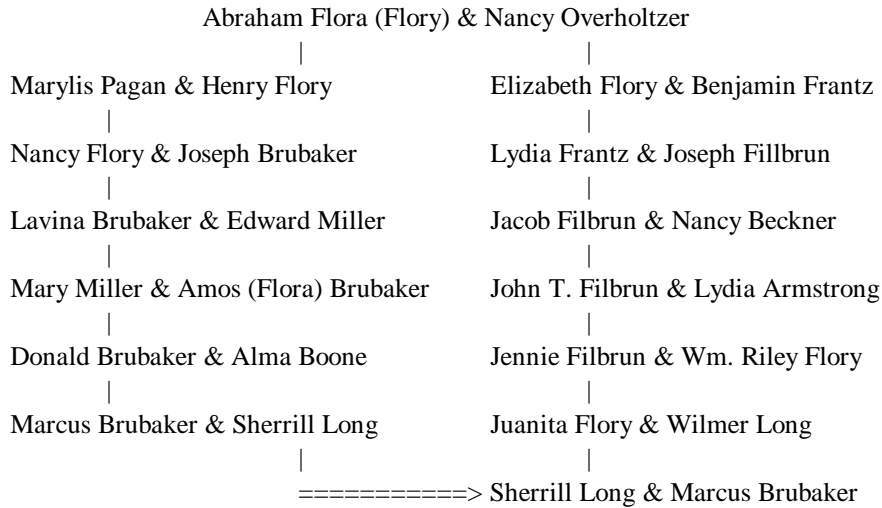 Abraham Flora (Flory) & Nancy Overholtzer
| |
Marylis Pagan & Henry Flory Elizabeth Flory & Benjamin Frantz
| |
Nancy Flory & Joseph Brubaker Lydia Frantz & Joseph Fillbrun
| |
Lavina Brubaker & Edward Miller Jacob Filbrun & Nancy Beckner
| |
Mary Miller & Amos (Flora) Brubaker John T. Filbrun & Lydia Armstrong
| |
Donald Brubaker & Alma Boone Jennie Filbrun & Wm. Riley Flory
| |
Marcus Brubaker & Sherrill Long Juanita Flory & Wilmer Long
| |
===========> Sherrill Long & Marcus Brubaker